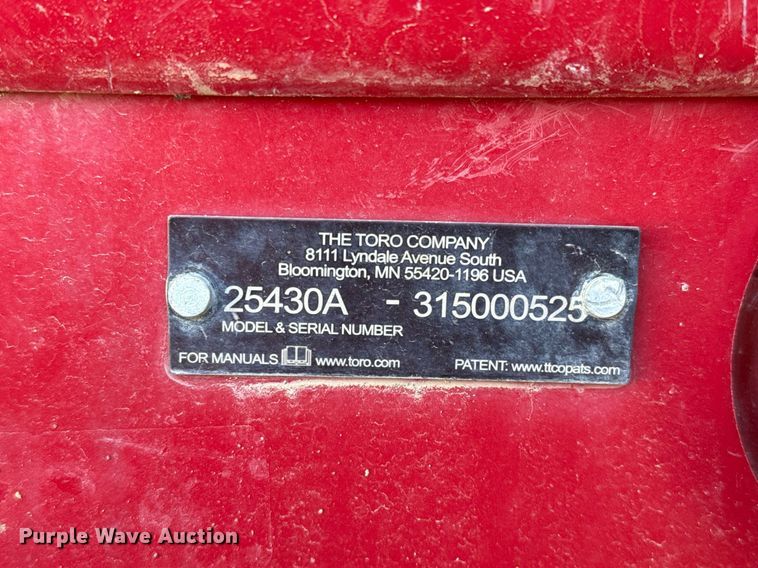 THE TORO COMPANY
8111 Lyndale Avenue South
Bloomington, MN 55420-1196 USA
25430A - 315000525
MODEL & SERIAL NUMBER
FOR MANUALS www.toro.com PATENT: www.ttcopats.com
Purple Wave Auction